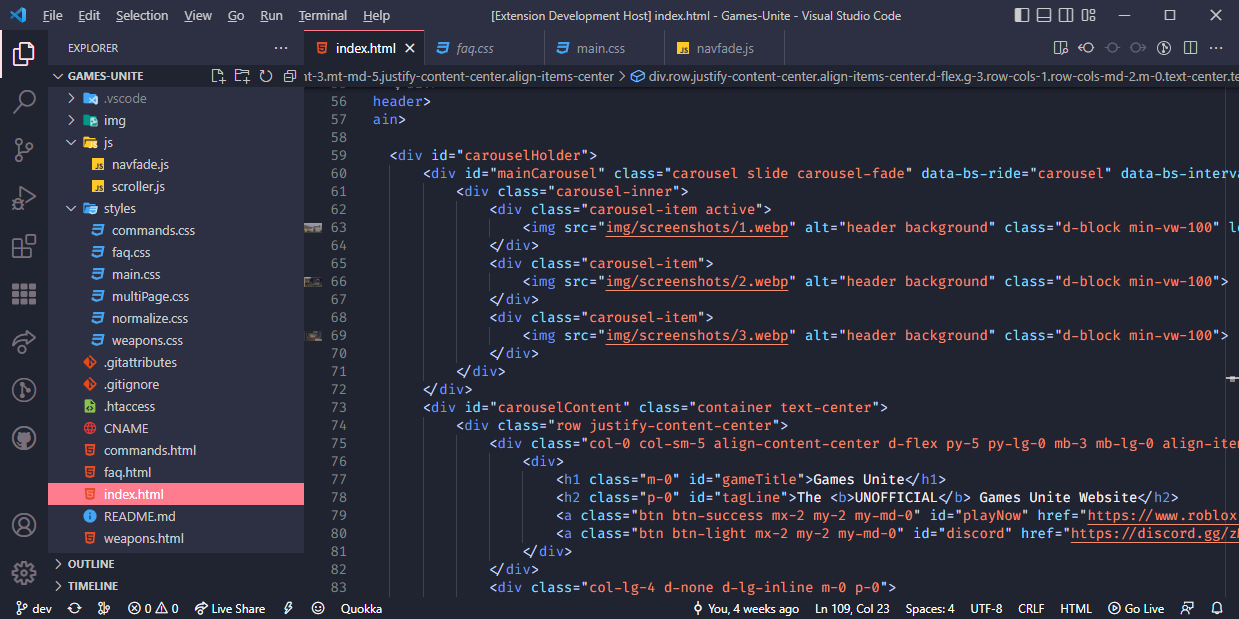 File Edit Selection View Go Run Terminal Help [Extension Development Host] index.html - Games-Unite - Visual Studio Code
EXPLORER
index.html
faq.css
main.css
navfade.js
GAMES-UNITE
nt-3.mt-md-5.justify-content-center.align-items-center > div.row.justify-content-center.align-items-center.d-flex.g-3.row-cols-1.row-cols-md-2.m-0.text-center.te
.vscode
img
js
navfade.js
scroller.js
styles
commands.css
faq.css
main.css
multiPage.css
normalize.css
weapons.css
.gitattributes
.gitignore
.htaccess
CNAME
commands.html
faq.html
index.html
README.md
weapons.html
OUTLINE
TIMELINE
56 header>
57 ain>
58
59 <div id="carouselHolder">
60 <div id="mainCarousel" class="carousel slide carousel-fade" data-bs-ride="carousel" data-bs-interva
61 <div class="carousel-inner">
62 <div class="carousel-item active">
63 <img src="img/screenshots/1.webp" alt="header background" class="d-block min-vw-100" lo
64 </div>
65 <div class="carousel-item">
66 <img src="img/screenshots/2.webp" alt="header background" class="d-block min-vw-100">
67 </div>
68 <div class="carousel-item">
69 <img src="img/screenshots/3.webp" alt="header background" class="d-block min-vw-100">
70 </div>
71 </div>
72 </div>
73 <div id="carouselContent" class="container text-center">
74 <div class="row justify-content-center">
75 <div class="col-0 col-sm-5 align-content-center d-flex py-5 py-lg-0 mb-3 mb-lg-0 align-item
76 <div>
77 <h1 class="m-0" id="gameTitle">Games Unite</h1>
78 <h2 class="p-0" id="tagLine">The <b>UNOFFICIAL</b> Games Unite Website</h2>
79 <a class="btn btn-success mx-2 my-2 my-md-0" id="playNow" href="https://www.roblox
80 <a class="btn btn-light mx-2 my-2 my-md-0" id="discord" href="https://discord.gg/zh
81 </div>
82 </div>
83 <div class="col-lg-4 d-none d-lg-inline m-0 p-0">
dev 0 0 Live Share Quokka You, 4 weeks ago Ln 109, Col 23 Spaces: 4 UTF-8 CRLF HTML Go Live